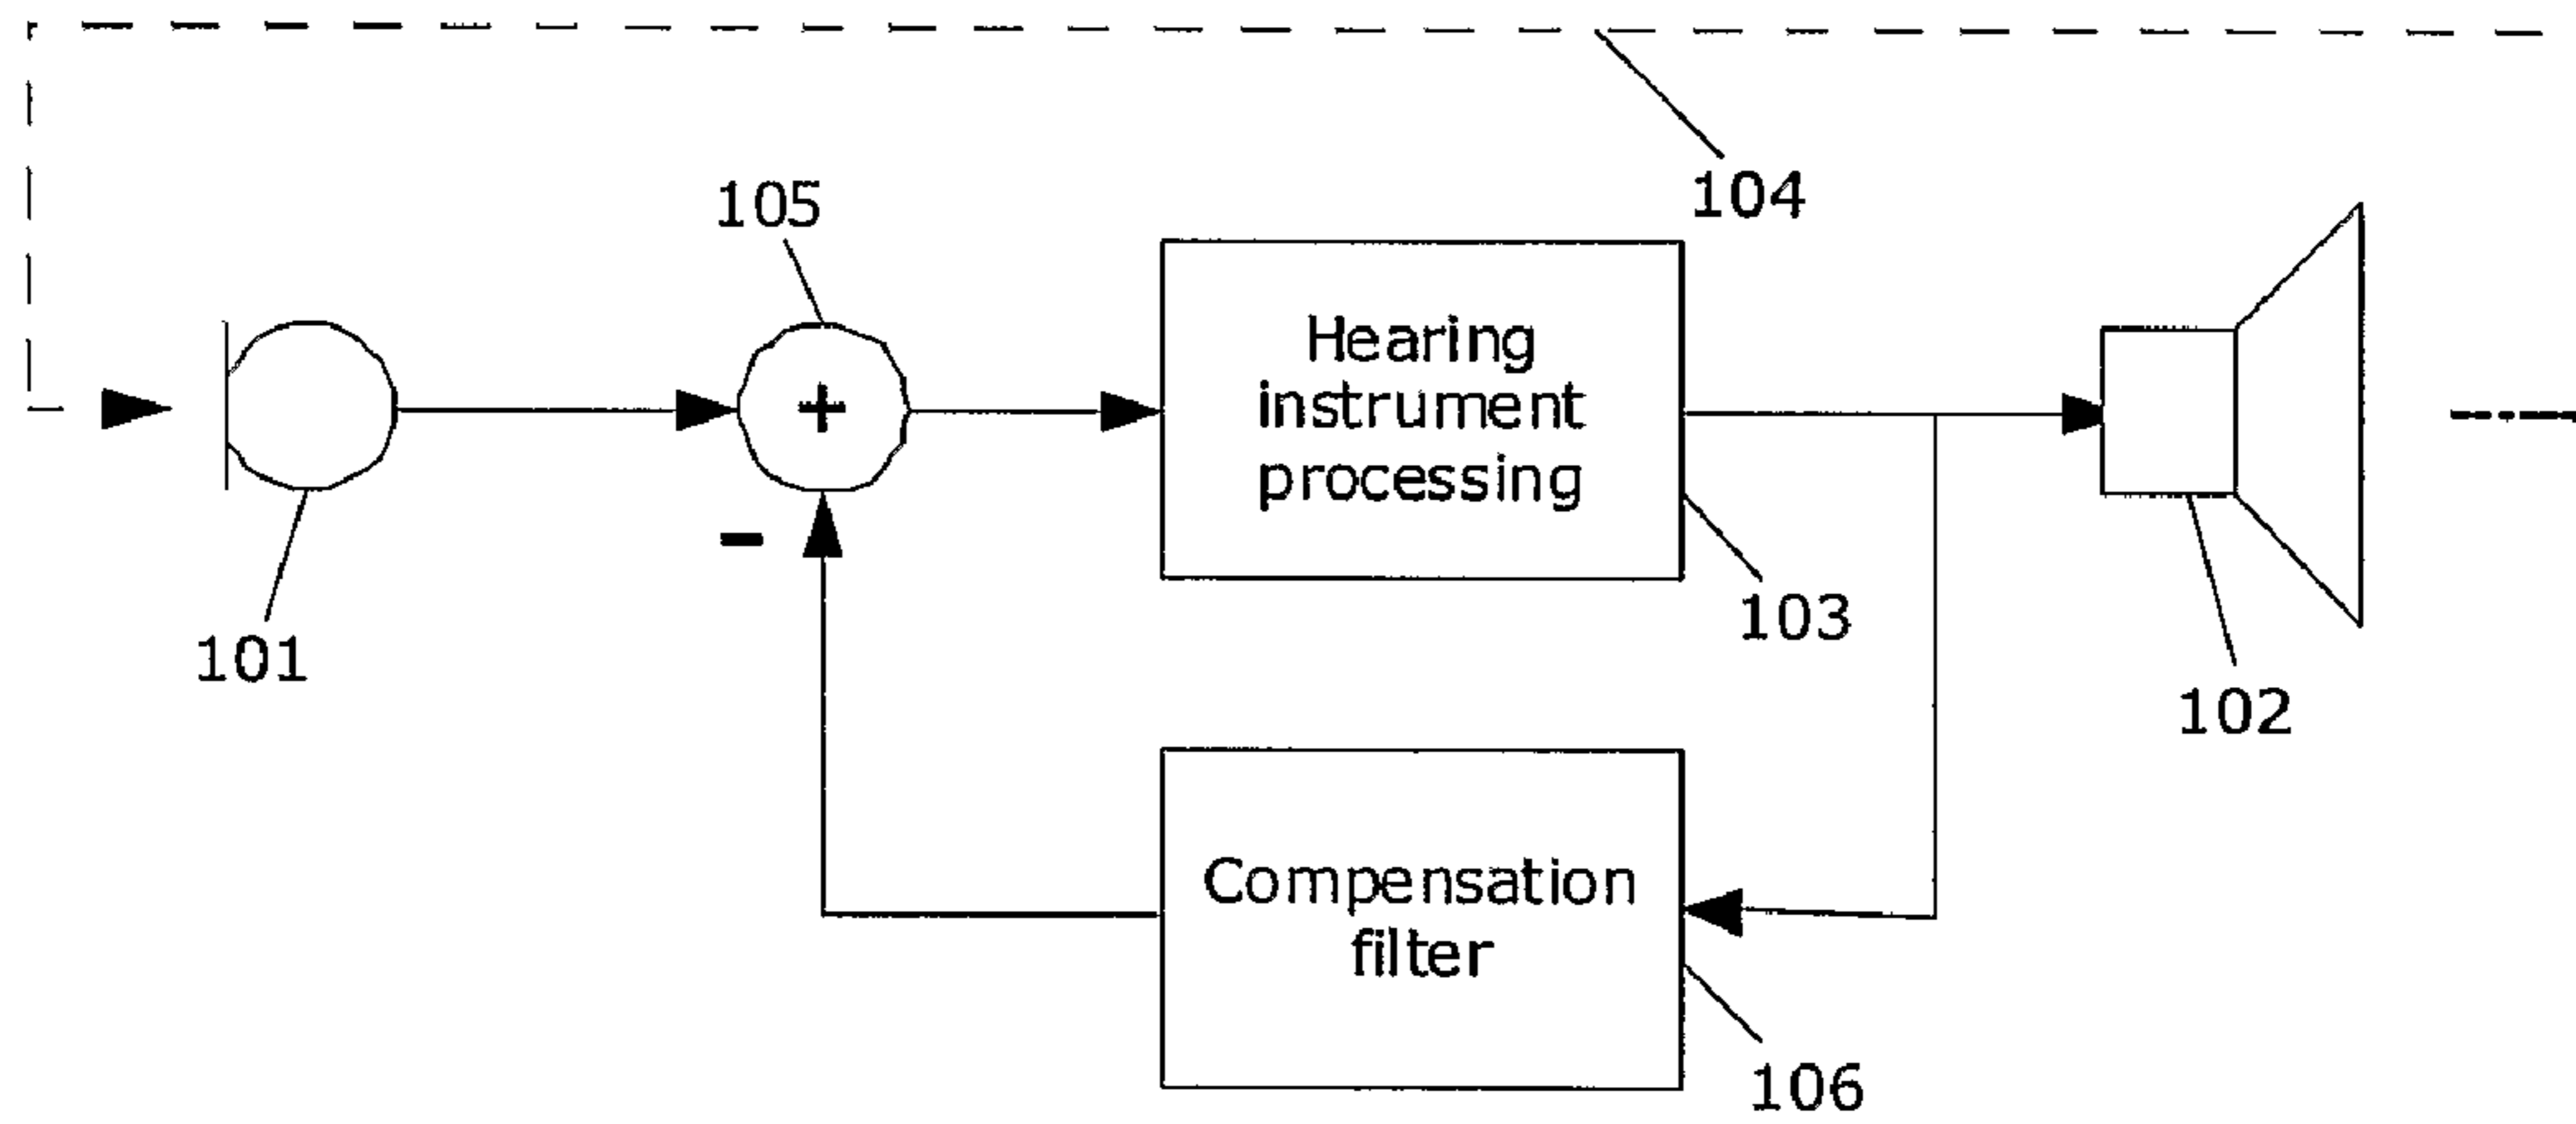 104
105
+
Hearing
instrument
processing
-
103
101
102
Compensation
filter
106